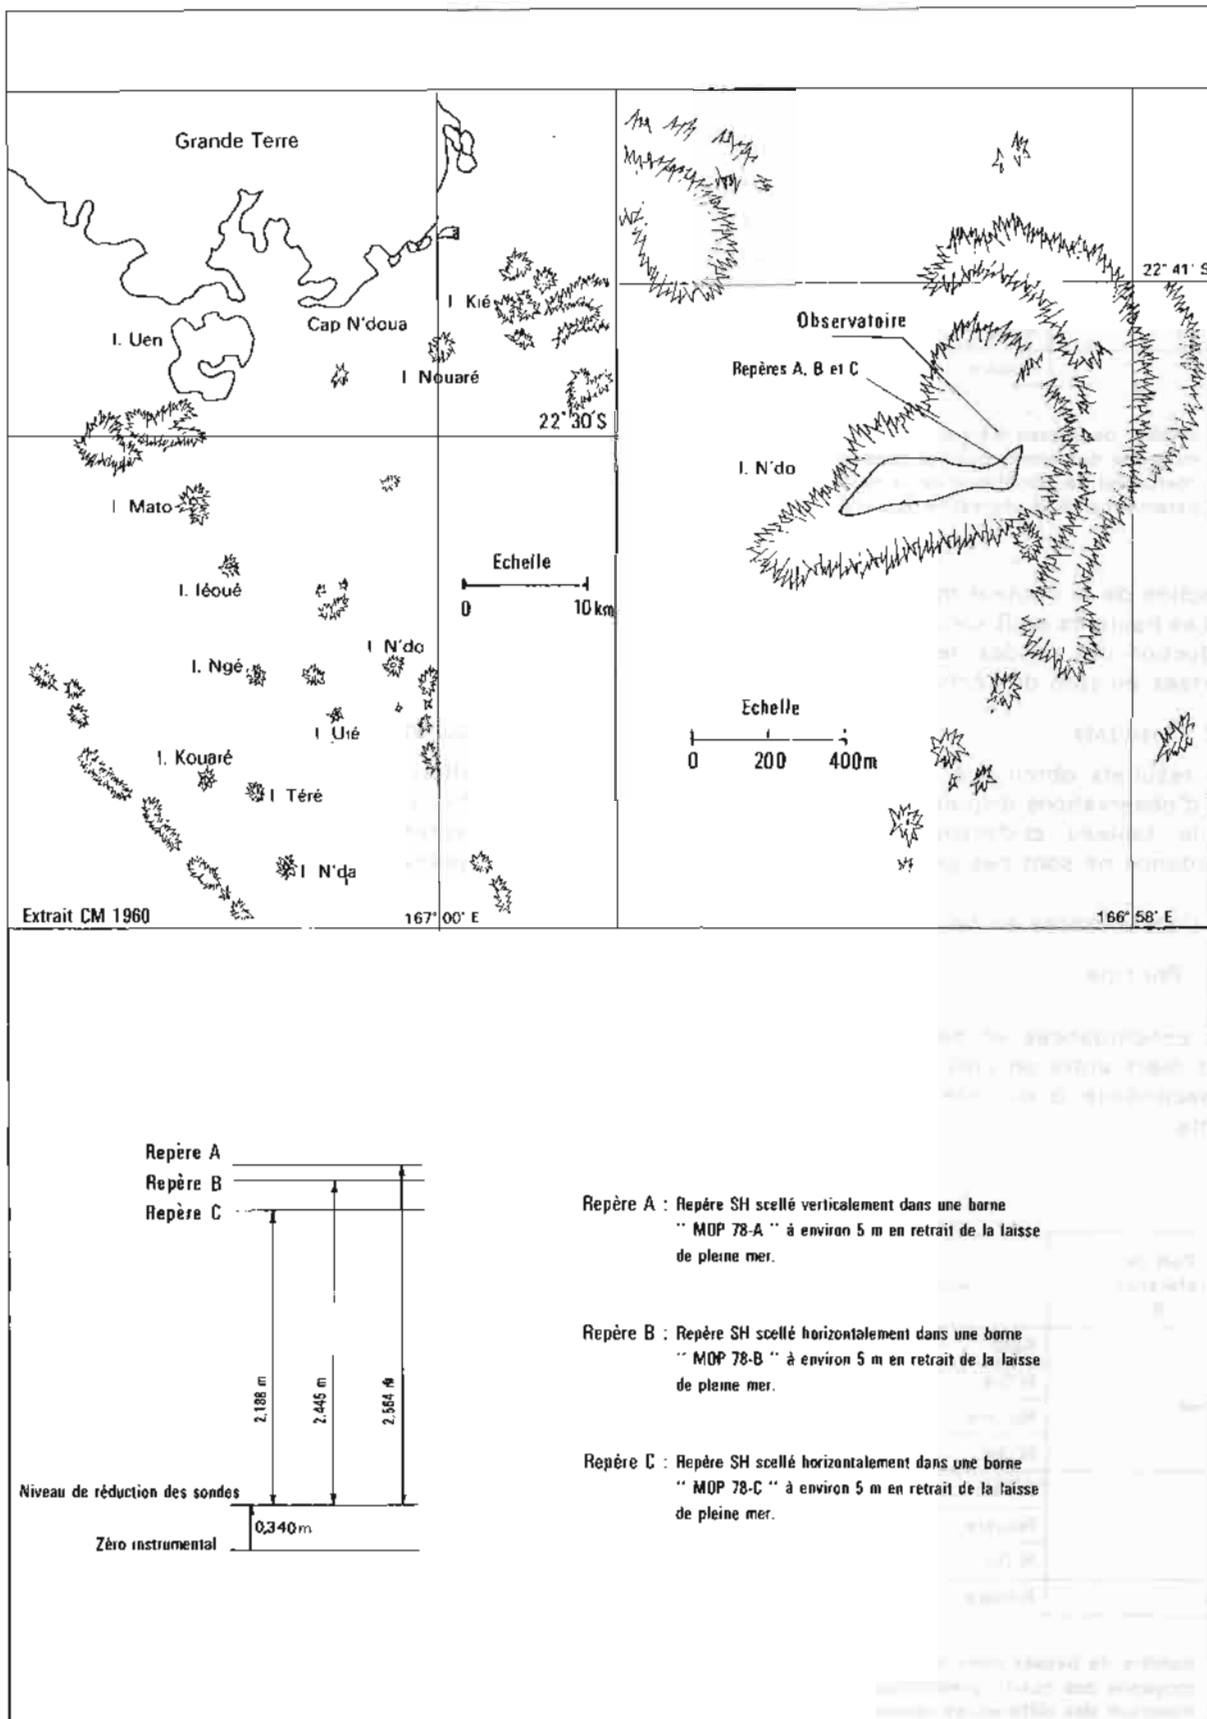 Grande Terre
I. Uen
Cap N'doua
I Kié
I Nouaré
22° 30' S
I Mato
I. Iéoué
Echelle
0 10 km
I N'do
I. Ngé
I Uié
I. Kouaré
I Téré
I N'da
Extrait CM 1960
167° 00' E
22° 41' S
Observatoire
Repères A, B et C
I. N'do
Echelle
0 200 400m
166° 58' E
Repère A
Repère B
Repère C
2,188 m
2,445 m
2,564 m
Niveau de réduction des sondes
0,340 m
Zéro instrumental
Repère A : Repère SH scellé verticalement dans une borne
" MOP 78-A " à environ 5 m en retrait de la laisse
de pleine mer.
Repère B : Repère SH scellé horizontalement dans une borne
" MOP 78-B " à environ 5 m en retrait de la laisse
de pleine mer.
Repère C : Repère SH scellé horizontalement dans une borne
" MOP 78-C " à environ 5 m en retrait de la laisse
de pleine mer.